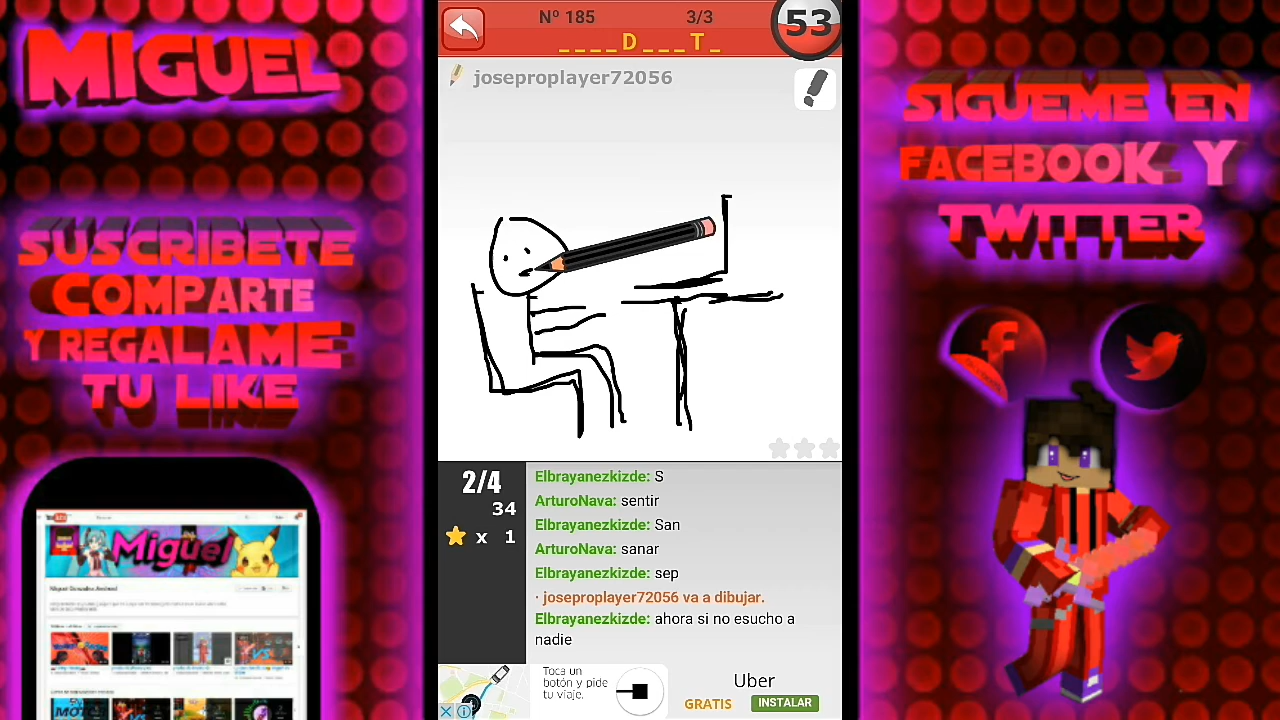 MIGUEL
SUSCRIBETE
COMPARTE
Y REGALAME
TU LIKE
Nº 185 3/3 53
_ _ _ _ D _ _ _ T _
joseproplayer72056
2/4
34
x 1
Elbrayanezkizde: S
ArturoNava: sentir
Elbrayanezkizde: San
ArturoNava: sanar
Elbrayanezkizde: sep
· joseproplayer72056 va a dibujar.
Elbrayanezkizde: ahora si no esucho a
nadie
Toca un
botón y pide
tu viaje.
Uber
GRATIS INSTALAR
SIGUEME EN
FACEBOOK Y
TWITTER
Miguel